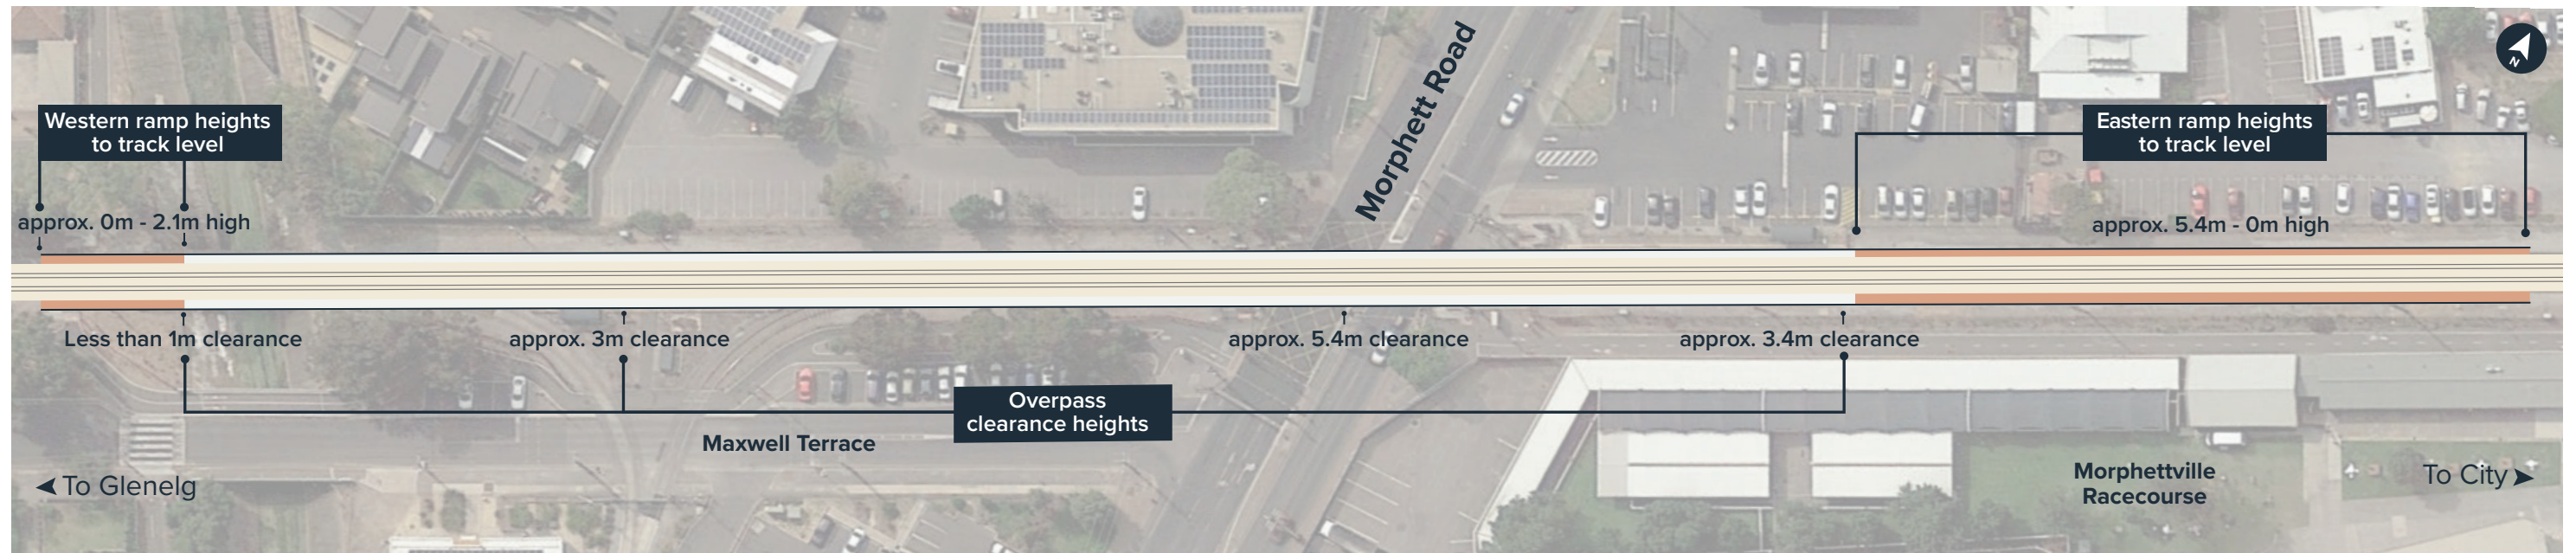 Morphett Road
N
Western ramp heights
to track level
Eastern ramp heights
to track level
approx. 0m - 2.1m high
approx. 5.4m - 0m high
Less than 1m clearance
approx. 3m clearance
approx. 5.4m clearance
approx. 3.4m clearance
Overpass
clearance heights
Maxwell Terrace
To Glenelg
Morphettville
Racecourse
To City